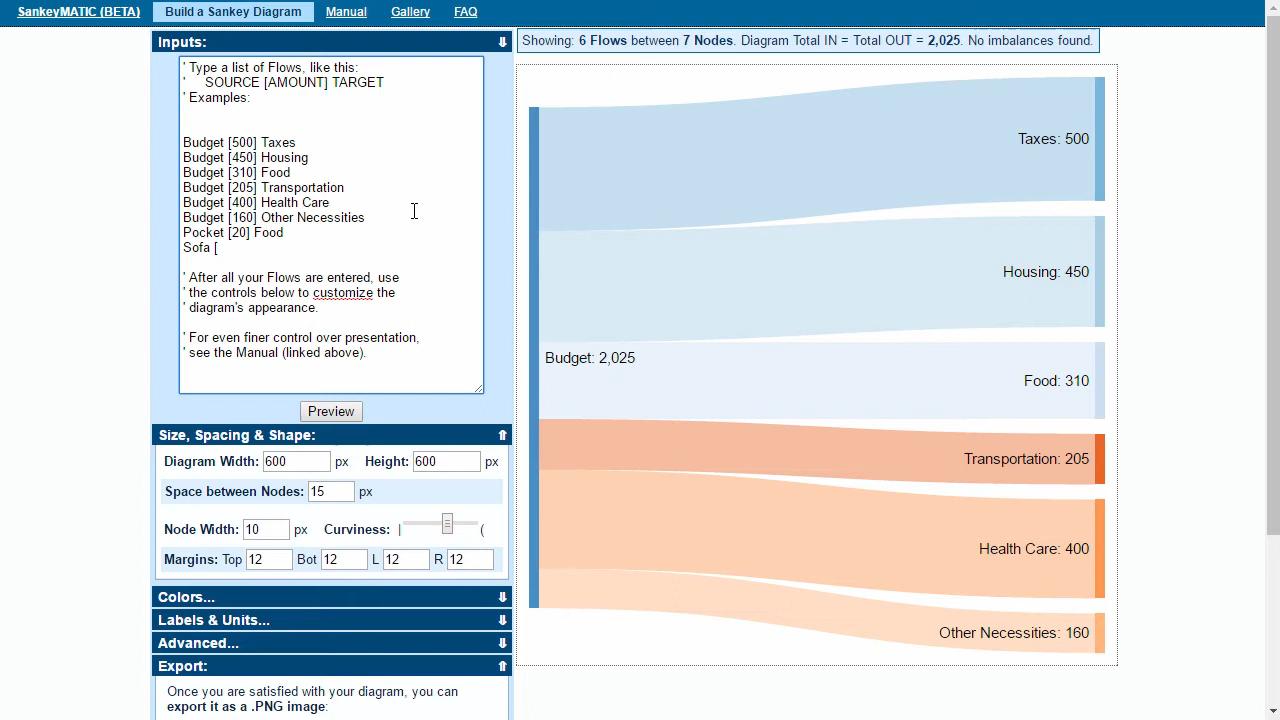 SankeyMATIC (BETA) Build a Sankey Diagram Manual Gallery FAQ
Inputs:
' Type a list of Flows, like this:
' SOURCE [AMOUNT] TARGET
' Examples:
Budget [500] Taxes
Budget [450] Housing
Budget [310] Food
Budget [205] Transportation
Budget [400] Health Care
Budget [160] Other Necessities
Pocket [20] Food
Sofa [
' After all your Flows are entered, use
' the controls below to customize the
' diagram's appearance.
' For even finer control over presentation,
' see the Manual (linked above).
Preview
Size, Spacing & Shape:
Diagram Width: 600 px Height: 600 px
Space between Nodes: 15 px
Node Width: 10 px Curviness: | (
Margins: Top 12 Bot 12 L 12 R 12
Colors...
Labels & Units...
Advanced...
Export:
Once you are satisfied with your diagram, you can
export it as a .PNG image:
Showing: 6 Flows between 7 Nodes. Diagram Total IN = Total OUT = 2,025. No imbalances found.
Taxes: 500
Housing: 450
Budget: 2,025
Food: 310
Transportation: 205
Health Care: 400
Other Necessities: 160